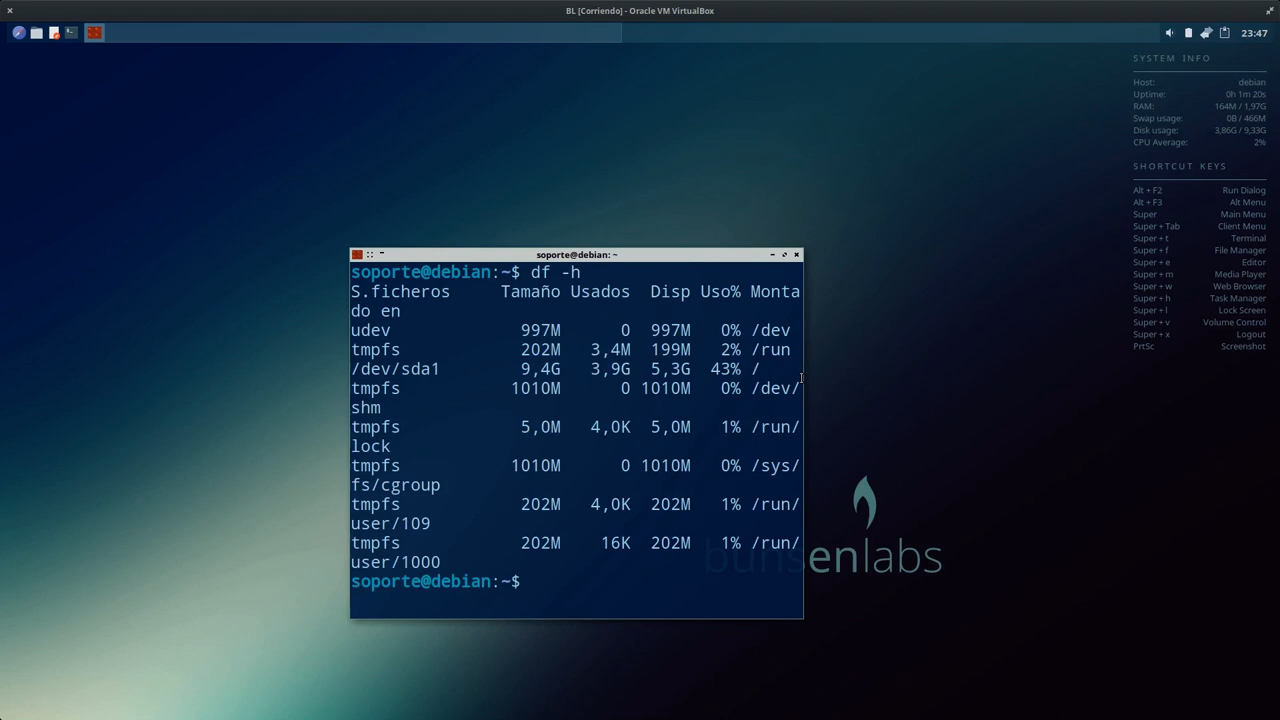 BL [Corriendo] - Oracle VM VirtualBox
23:47
SYSTEM INFO
Host: debian
Uptime: 0h 1m 20s
RAM: 164M / 1,97G
Swap usage: 0B / 466M
Disk usage: 3,86G / 9,33G
CPU Average: 2%
SHORTCUT KEYS
Alt + F2 Run Dialog
Alt + F3 Alt Menu
Super Main Menu
Super + Tab Client Menu
Super + t Terminal
Super + f File Manager
Super + e Editor
Super + m Media Player
Super + w Web Browser
Super + h Task Manager
Super + l Lock Screen
Super + v Volume Control
Super + x Logout
PrtSc Screenshot
soporte@debian: ~
soporte@debian:~$ df -h
S.ficheros Tamaño Usados Disp Uso% Monta
do en
udev 997M 0 997M 0% /dev
tmpfs 202M 3,4M 199M 2% /run
/dev/sda1 9,4G 3,9G 5,3G 43% /
tmpfs 1010M 0 1010M 0% /dev/
shm
tmpfs 5,0M 4,0K 5,0M 1% /run/
lock
tmpfs 1010M 0 1010M 0% /sys/
fs/cgroup
tmpfs 202M 4,0K 202M 1% /run/
user/109
tmpfs 202M 16K 202M 1% /run/
user/1000
soporte@debian:~$
bunsenlabs